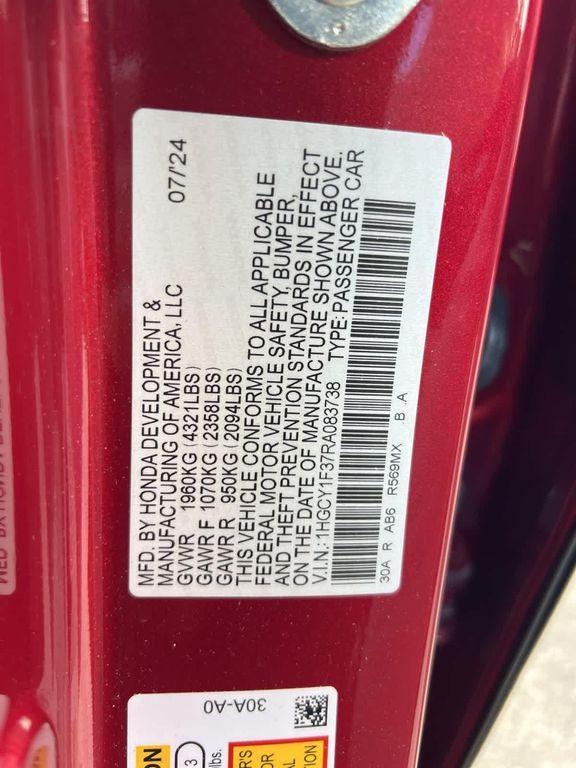 MFD. BY HONDA DEVELOPMENT & 07/'24
MANUFACTURING OF AMERICA, LLC
GVWR 1960KG (4321LBS)
GAWR F 1070KG (2358LBS)
GAWR R 950KG (2094LBS)
THIS VEHICLE CONFORMS TO ALL APPLICABLE
FEDERAL MOTOR VEHICLE SAFETY, BUMPER,
AND THEFT PREVENTION STANDARDS IN EFFECT
ON THE DATE OF MANUFACTURE SHOWN ABOVE.
V.I.N.:1HGCY1F37RA083738 TYPE:PASSENGER CAR
30A R AB6 R569MX B .A
30A-A0
3
lbs.